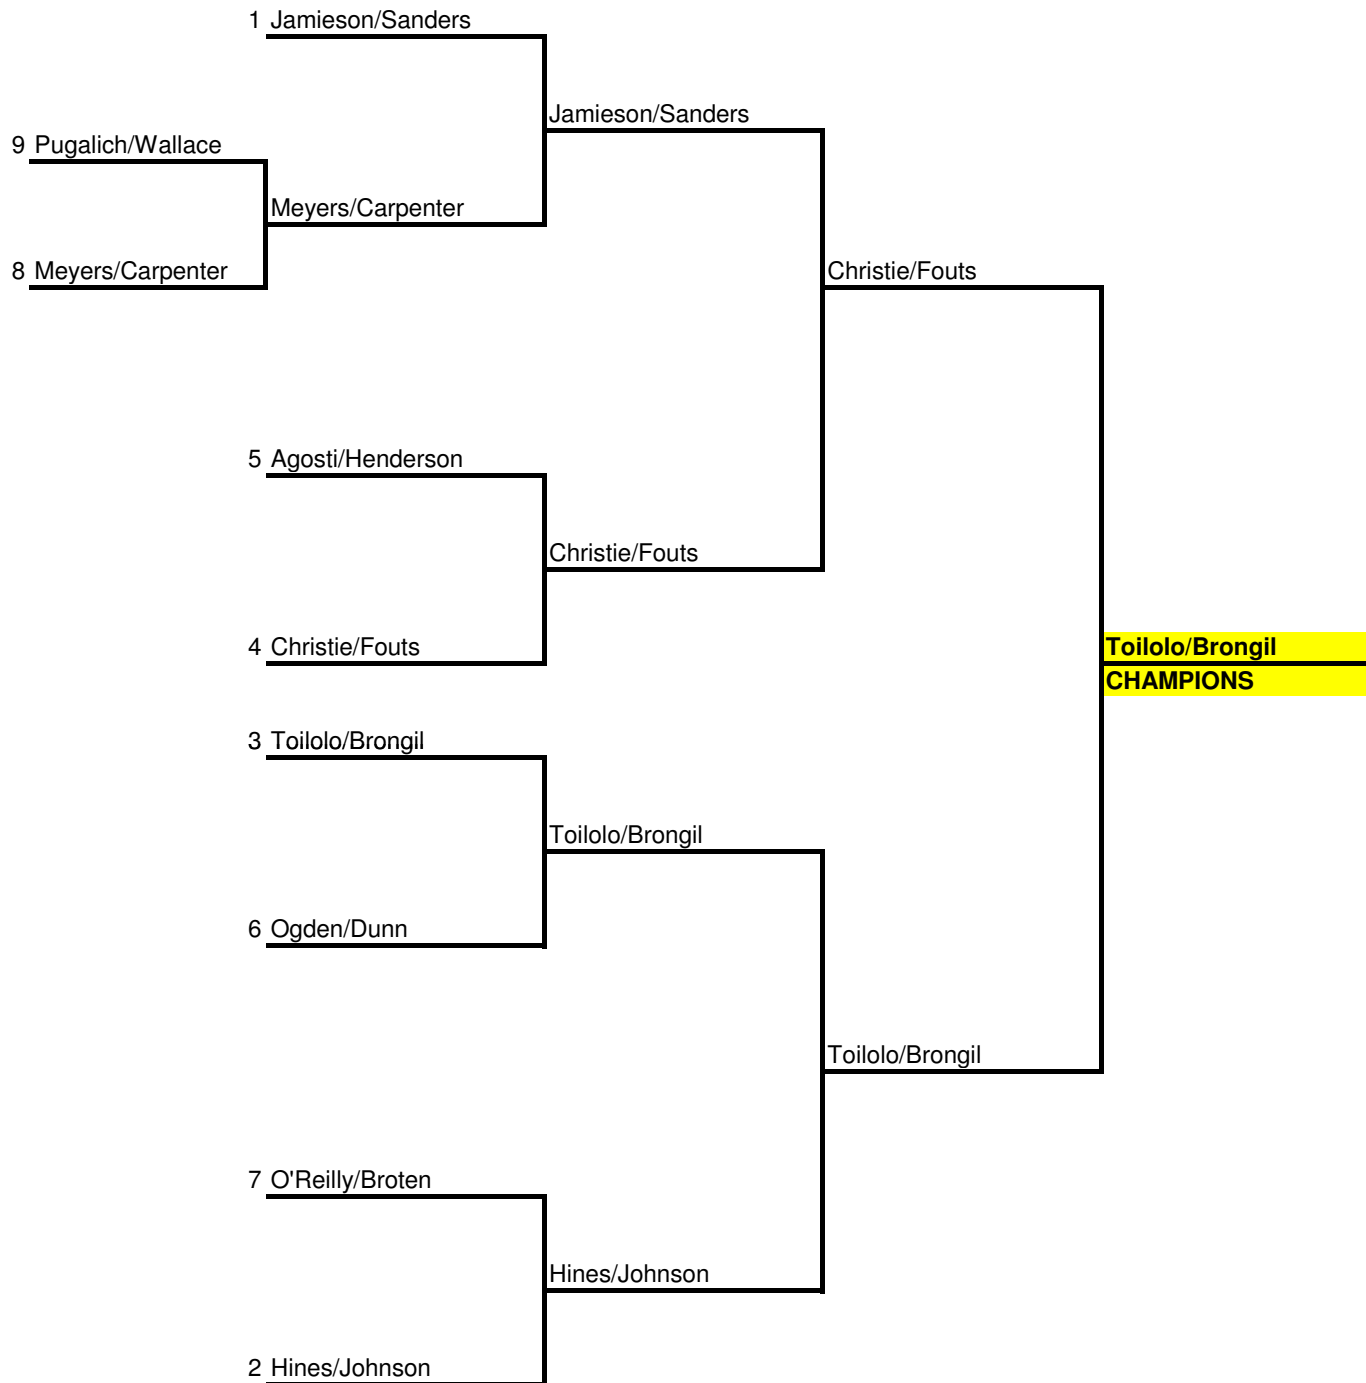 1 Jamieson/Sanders
Jamieson/Sanders
9 Pugalich/Wallace
Meyers/Carpenter
8 Meyers/Carpenter
Christie/Fouts
5 Agosti/Henderson
Christie/Fouts
4 Christie/Fouts
Toilolo/Brongil
CHAMPIONS
3 Toilolo/Brongil
Toilolo/Brongil
6 Ogden/Dunn
Toilolo/Brongil
7 O'Reilly/Broten
Hines/Johnson
2 Hines/Johnson